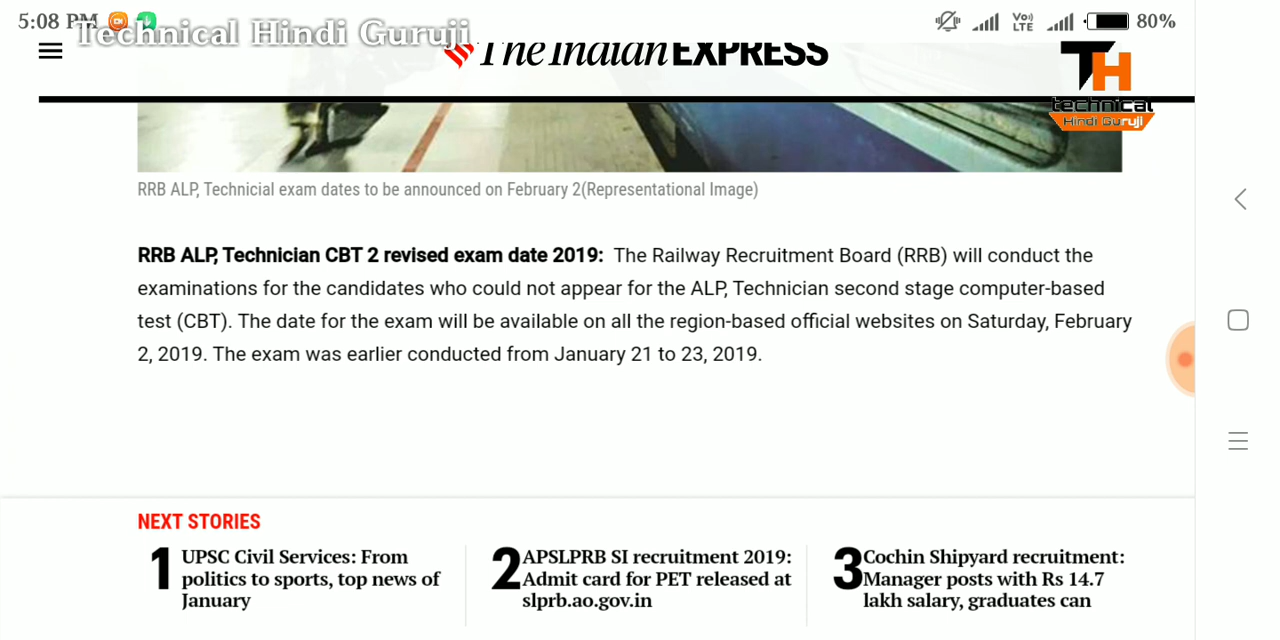 5:08 PM
Technical Hindi Guruji
Vo))
LTE
80%
The Indian EXPRESS
TH
technical
Hindi Guruji
RRB ALP, Technicial exam dates to be announced on February 2(Representational Image)
RRB ALP, Technician CBT 2 revised exam date 2019: The Railway Recruitment Board (RRB) will conduct the
examinations for the candidates who could not appear for the ALP, Technician second stage computer-based
test (CBT). The date for the exam will be available on all the region-based official websites on Saturday, February
2, 2019. The exam was earlier conducted from January 21 to 23, 2019.
NEXT STORIES
1
UPSC Civil Services: From
politics to sports, top news of
January
2
APSLPRB SI recruitment 2019:
Admit card for PET released at
slprb.ao.gov.in
3
Cochin Shipyard recruitment:
Manager posts with Rs 14.7
lakh salary, graduates can